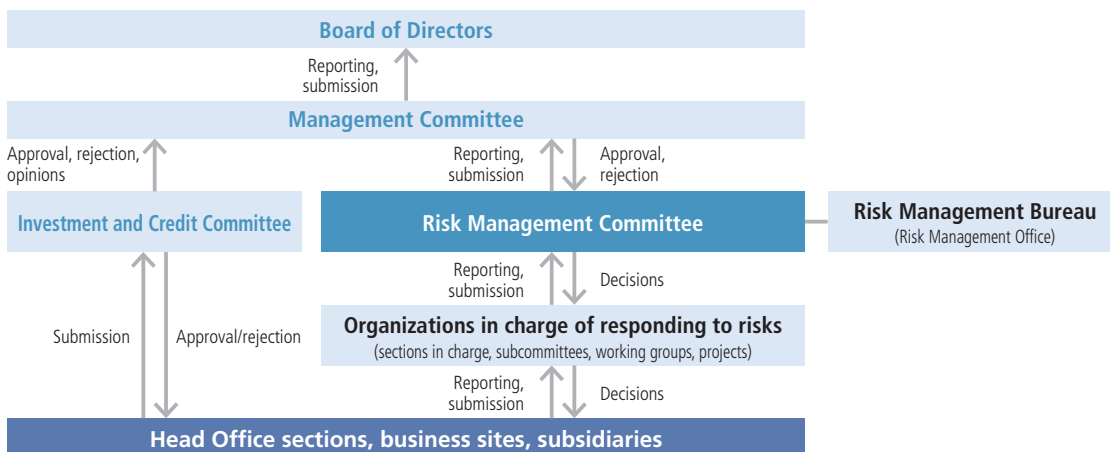 Board of Directors
Reporting,
submission
Management Committee
Approval, rejection,
opinions
Reporting,
submission
Approval,
rejection
Investment and Credit Committee
Risk Management Committee
Risk Management Bureau
(Risk Management Office)
Reporting,
submission
Decisions
Submission
Approval/rejection
Organizations in charge of responding to risks
(sections in charge, subcommittees, working groups, projects)
Reporting,
submission
Decisions
Head Office sections, business sites, subsidiaries